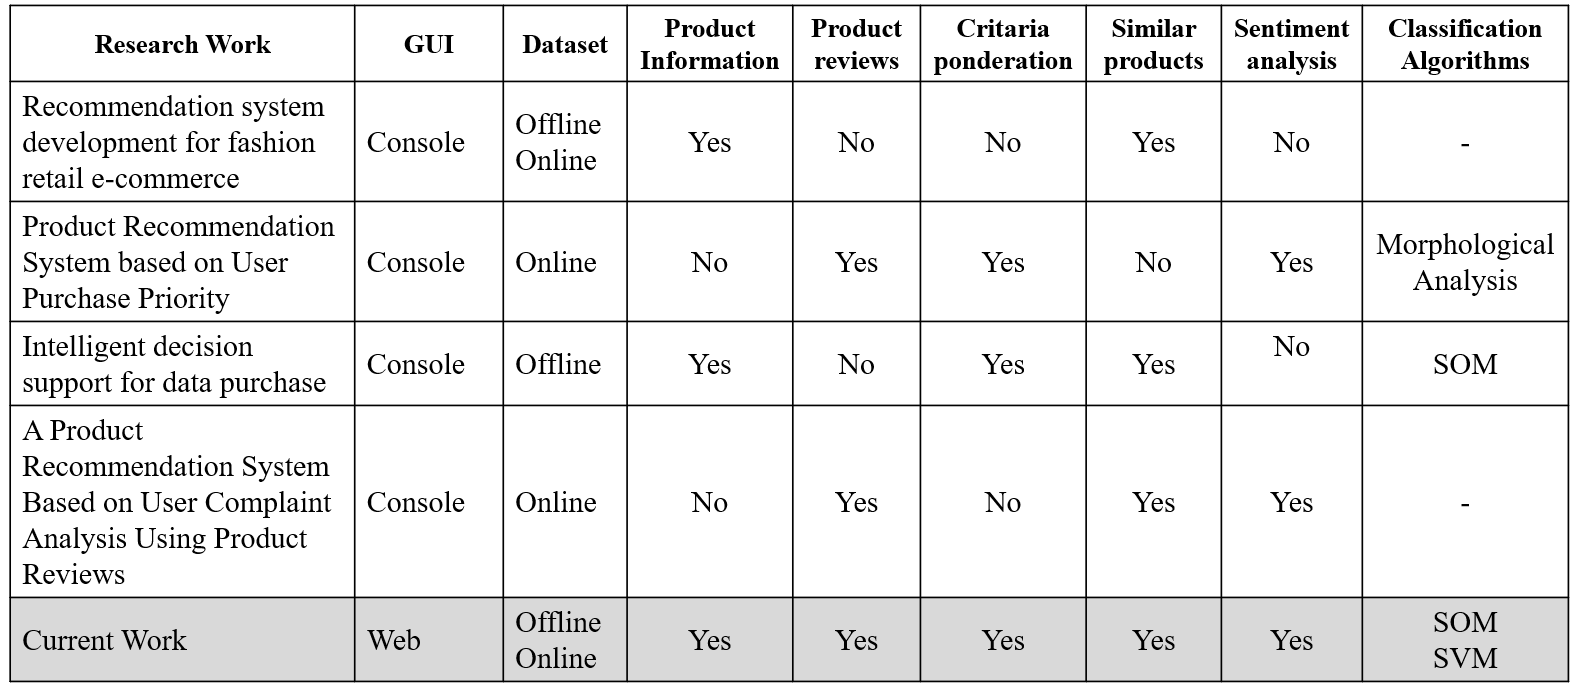 Research Work
GUI
Dataset
Product
Information
Product
reviews
Critaria
ponderation
Similar
products
Sentiment
analysis
Classification
Algorithms
Recommendation system
development for fashion
retail e-commerce
Console
Offline
Online
Yes
No
No
Yes
No
-
Product Recommendation
System based on User
Purchase Priority
Console
Online
No
Yes
Yes
No
Yes
Morphological
Analysis
Intelligent decision
support for data purchase
Console
Offline
Yes
No
Yes
Yes
No
SOM
A Product
Recommendation System
Based on User Complaint
Analysis Using Product
Reviews
Console
Online
No
Yes
No
Yes
Yes
-
Current Work
Web
Offline
Online
Yes
Yes
Yes
Yes
Yes
SOM
SVM